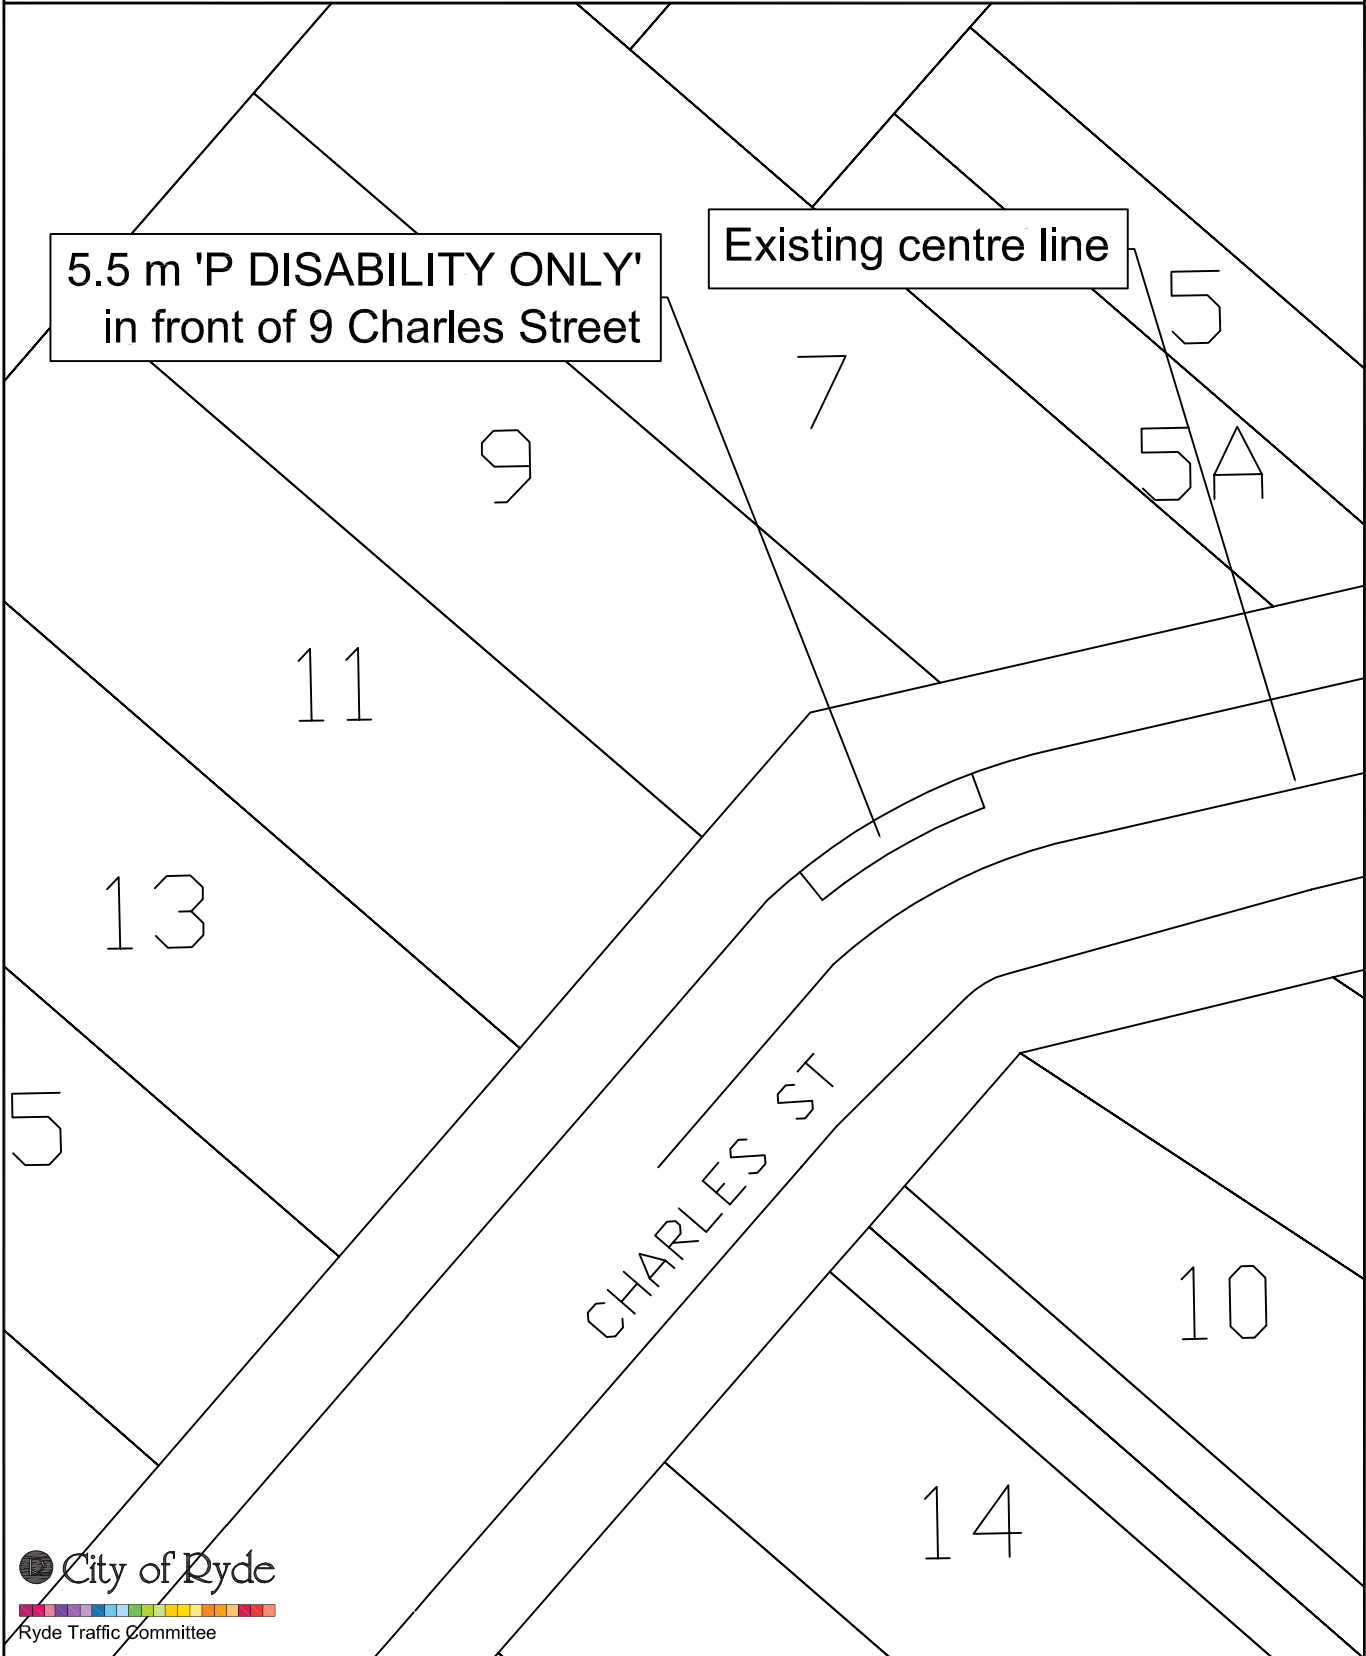 5.5 m 'P DISABILITY ONLY'
in front of 9 Charles Street
Existing centre line
5
7
5A
9
11
13
5
CHARLES ST
10
14
City of Ryde
Ryde Traffic Committee